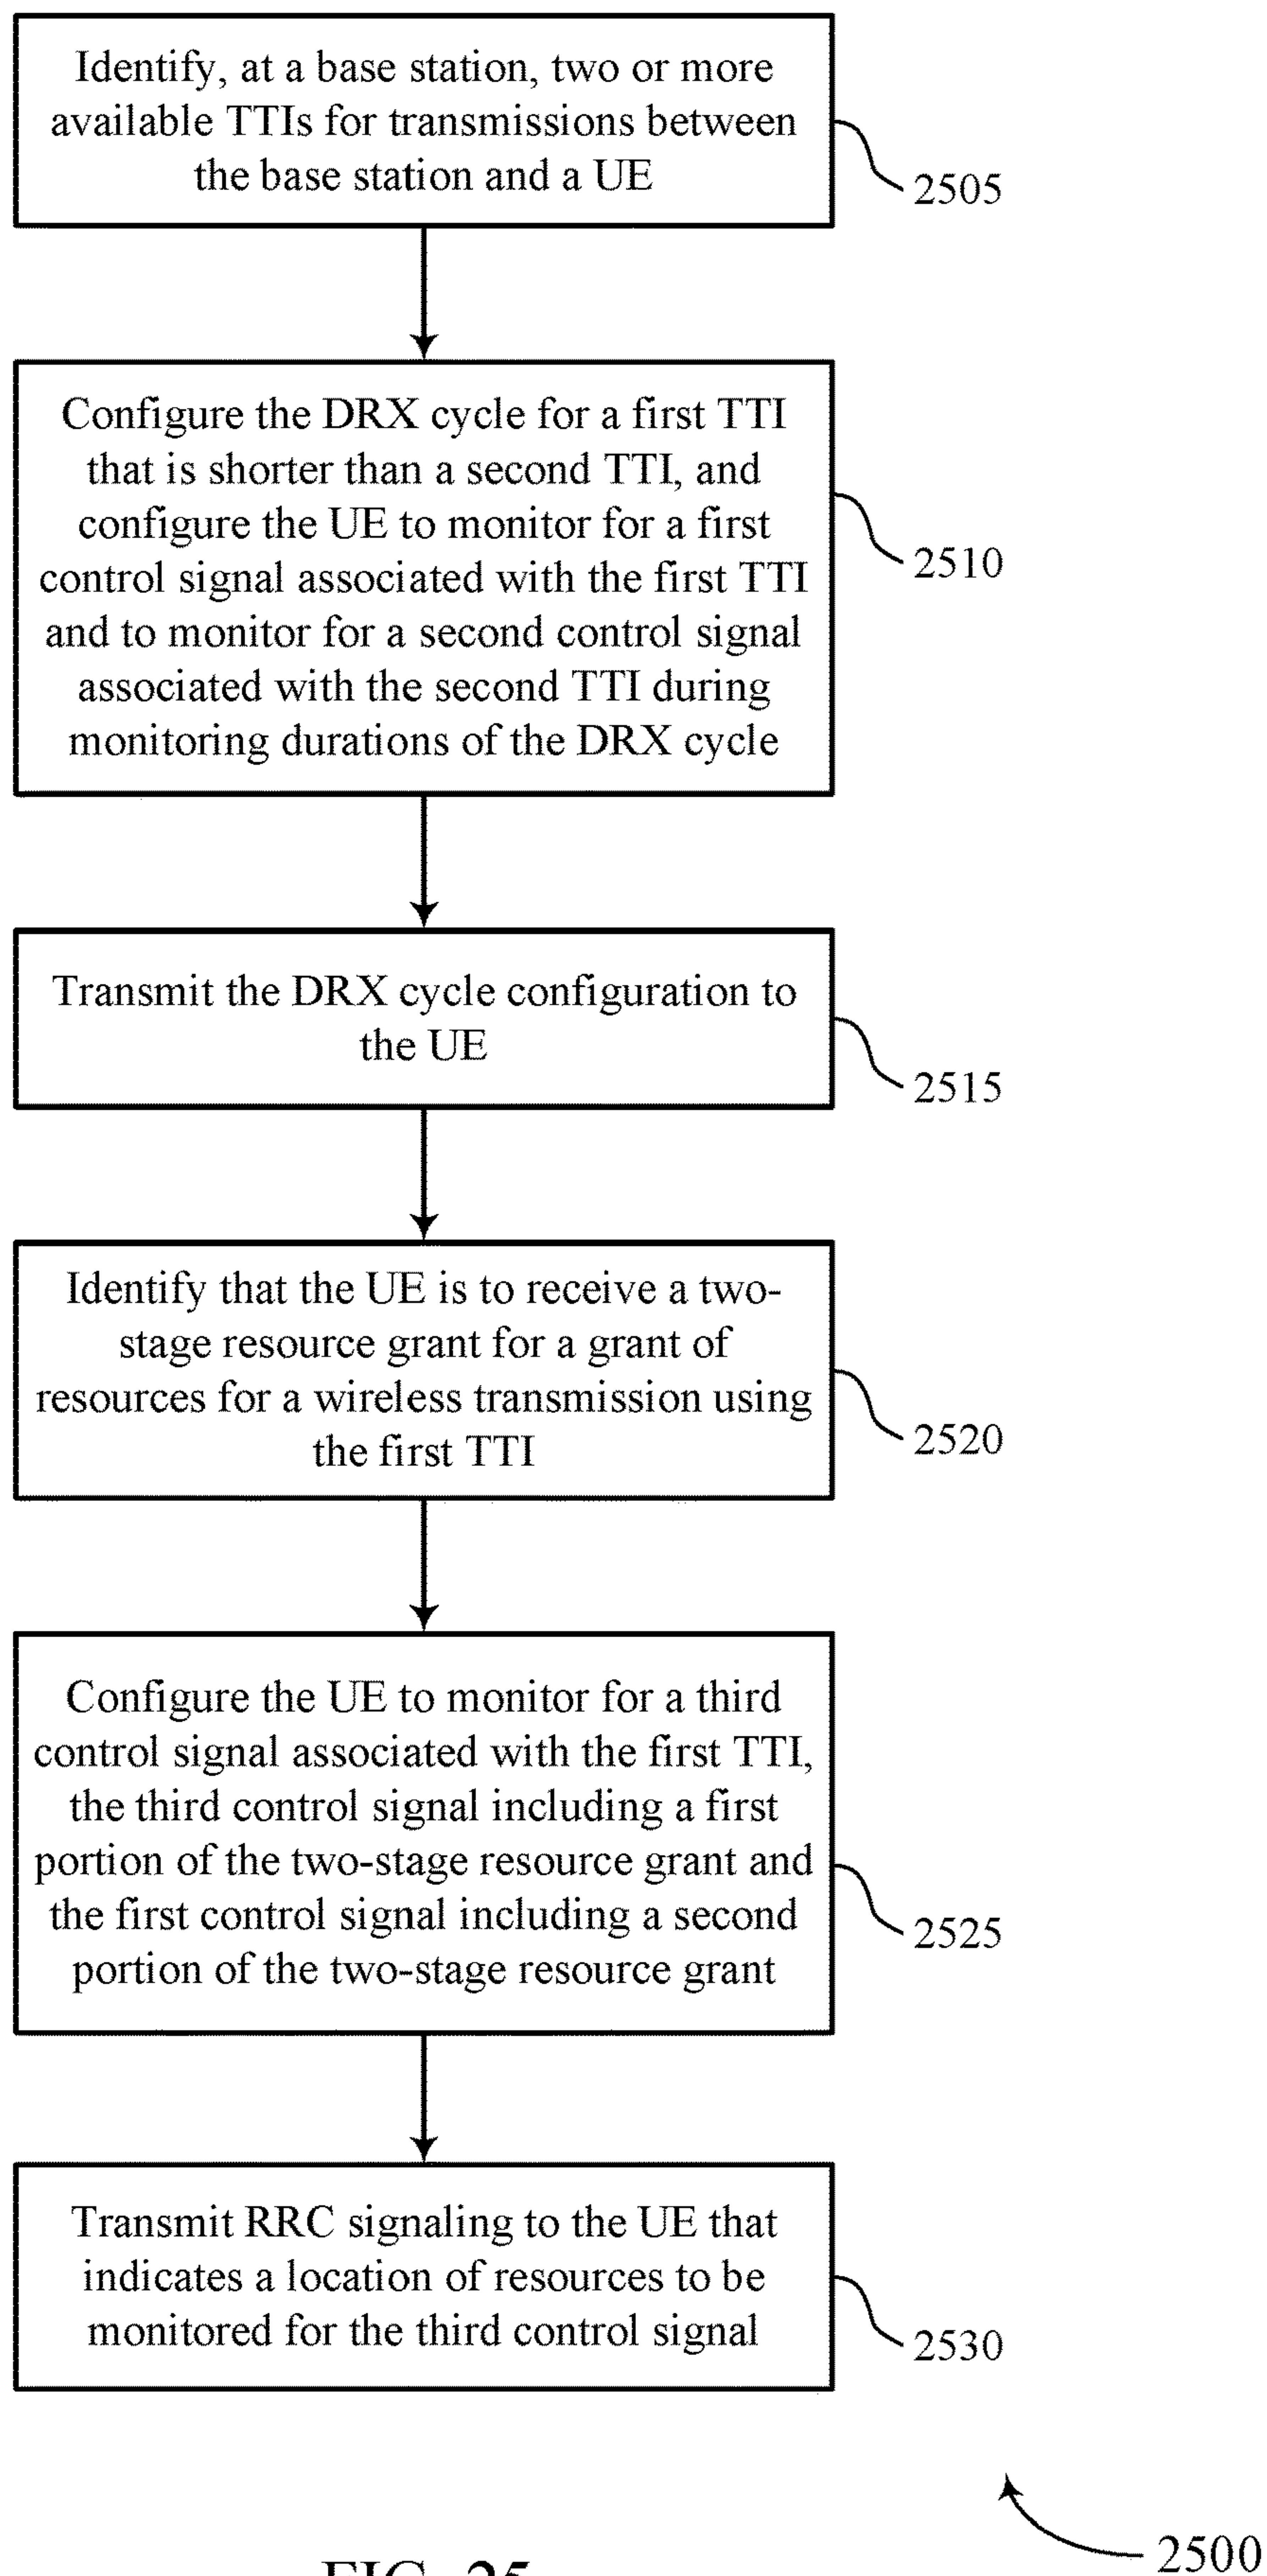 Identify, at a base station, two or more
available TTIs for transmissions between
the base station and a UE
2505
Configure the DRX cycle for a first TTI
that is shorter than a second TTI, and
configure the UE to monitor for a first
control signal associated with the first TTI
and to monitor for a second control signal
associated with the second TTI during
monitoring durations of the DRX cycle
2510
Transmit the DRX cycle configuration to
the UE
2515
Identify that the UE is to receive a two-
stage resource grant for a grant of
resources for a wireless transmission using
the first TTI
2520
Configure the UE to monitor for a third
control signal associated with the first TTI,
the third control signal including a first
portion of the two-stage resource grant and
the first control signal including a second
portion of the two-stage resource grant
2525
Transmit RRC signaling to the UE that
indicates a location of resources to be
monitored for the third control signal
2530
2500
FIG. 25